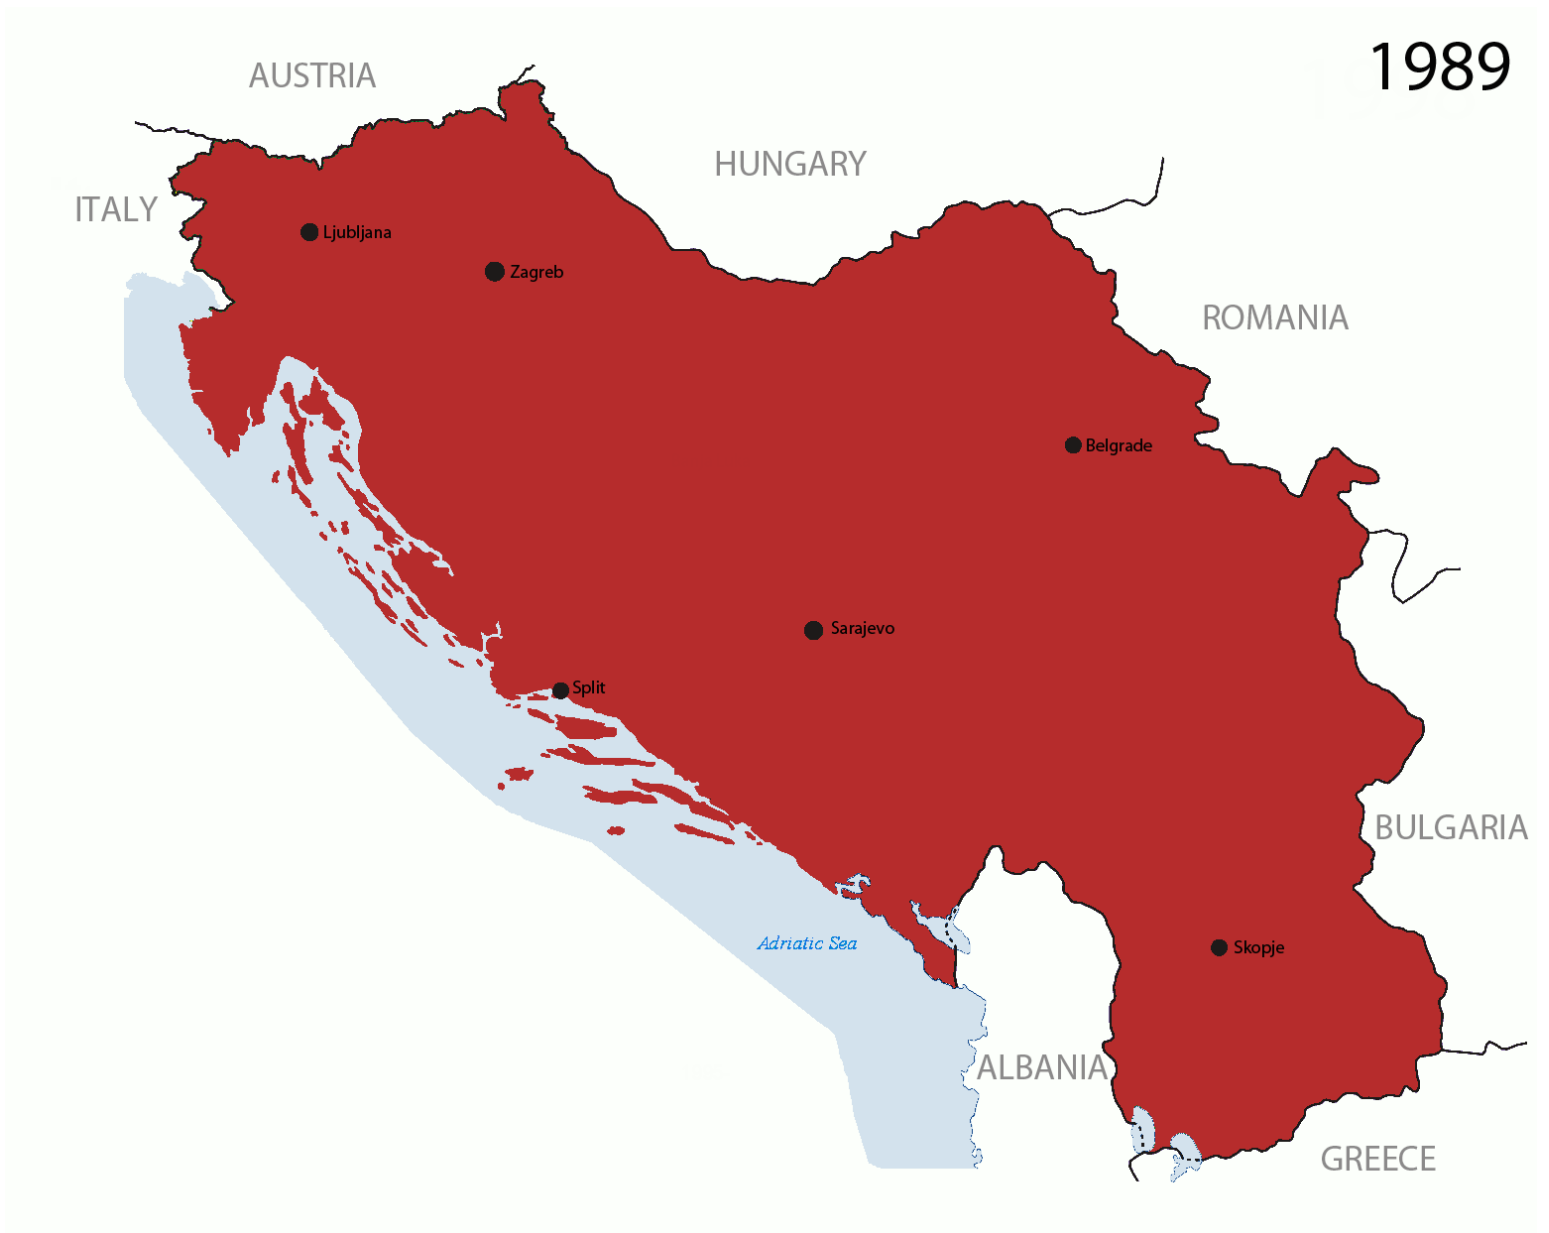 1989
AUSTRIA
HUNGARY
ITALY
Ljubljana
Zagreb
ROMANIA
Belgrade
Sarajevo
Split
BULGARIA
Adriatic Sea
Skopje
ALBANIA
GREECE